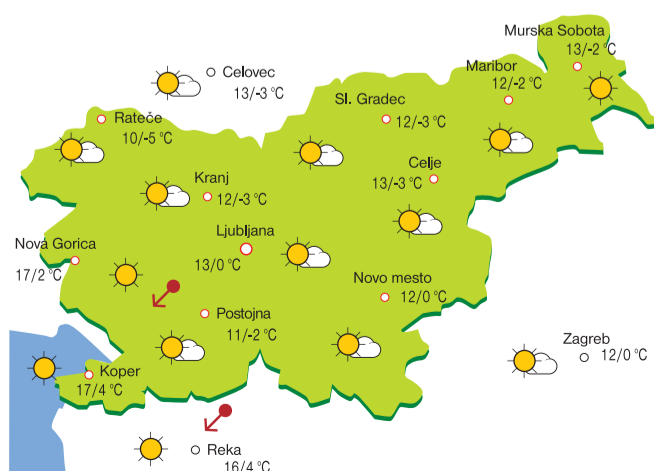 Murska Sobota
13/-2 °C
Maribor
12/-2 °C
Celovec
13/-3 °C
Sl. Gradec
12/-3 °C
Rateče
10/-5 °C
Celje
13/-3 °C
Kranj
12/-3 °C
Ljubljana
13/0 °C
Nova Gorica
17/2 °C
Novo mesto
12/0 °C
Postojna
11/-2 °C
Zagreb
12/0 °C
Koper
17/4 °C
Reka
16/4 °C